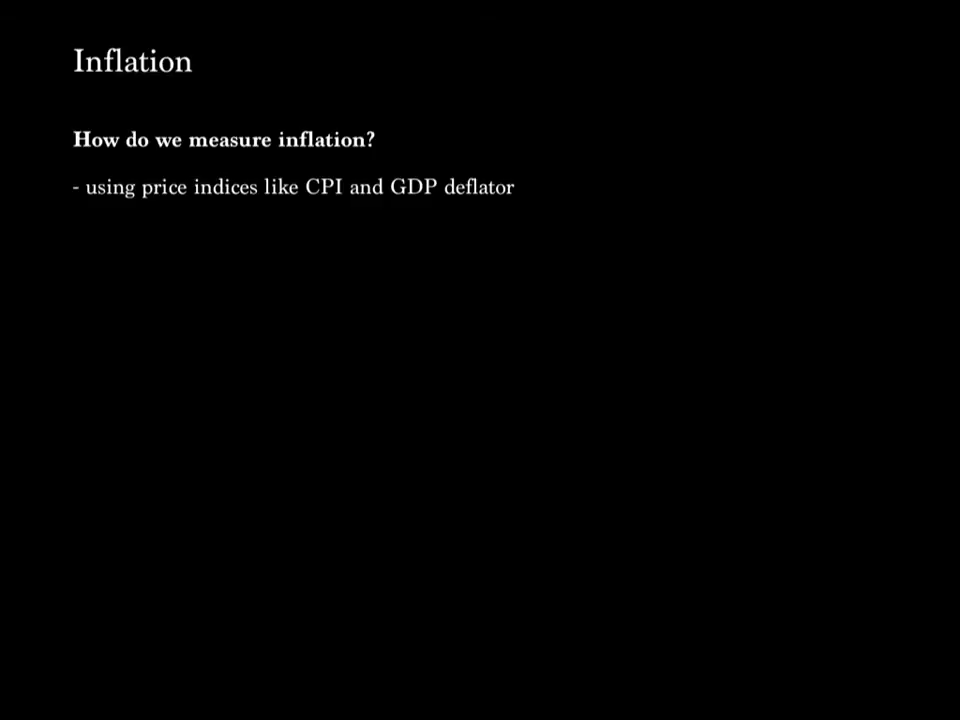 Inflation
How do we measure inflation?
- using price indices like CPI and GDP deflator